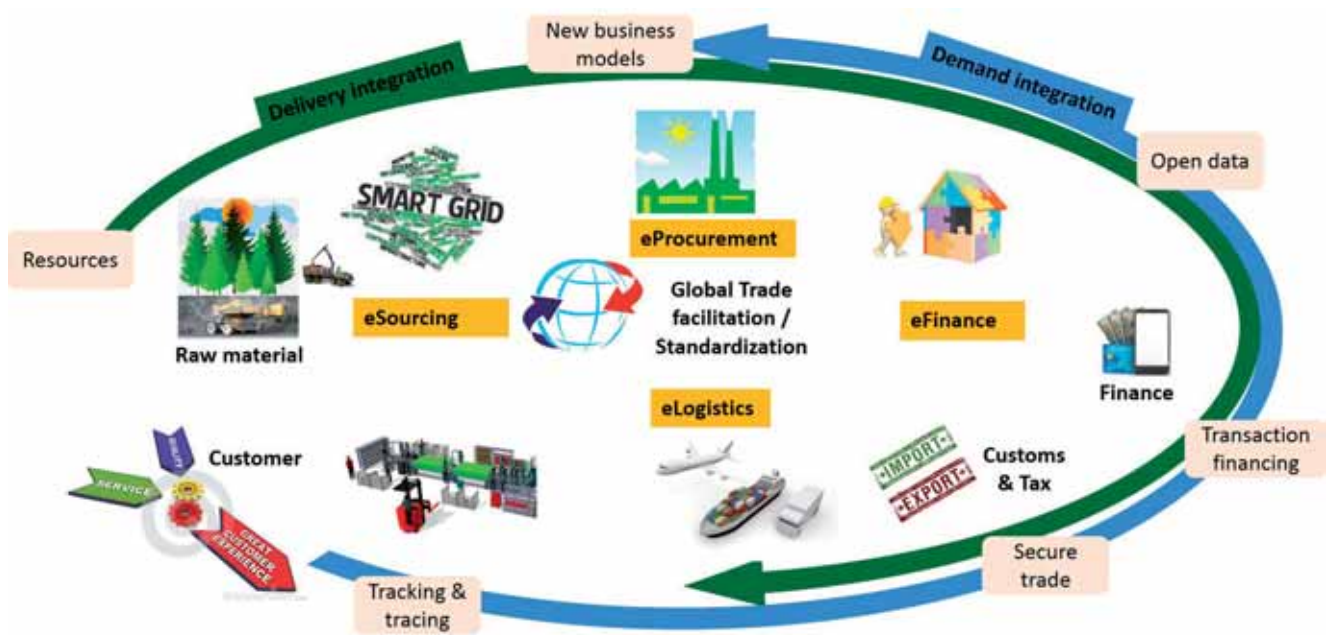 New business
models
Delivery integration
Demand integration
Open data
Resources
SMART GRID
eProcurement
Global Trade
facilitation /
Standardization
eSourcing
eFinance
Raw material
Finance
eLogistics
Customer
QUALITY
SERVICE
GREAT
CUSTOMER
EXPERIENCE
IMPORT
EXPORT
Customs
& Tax
Transaction
financing
Secure
trade
Tracking &
tracing